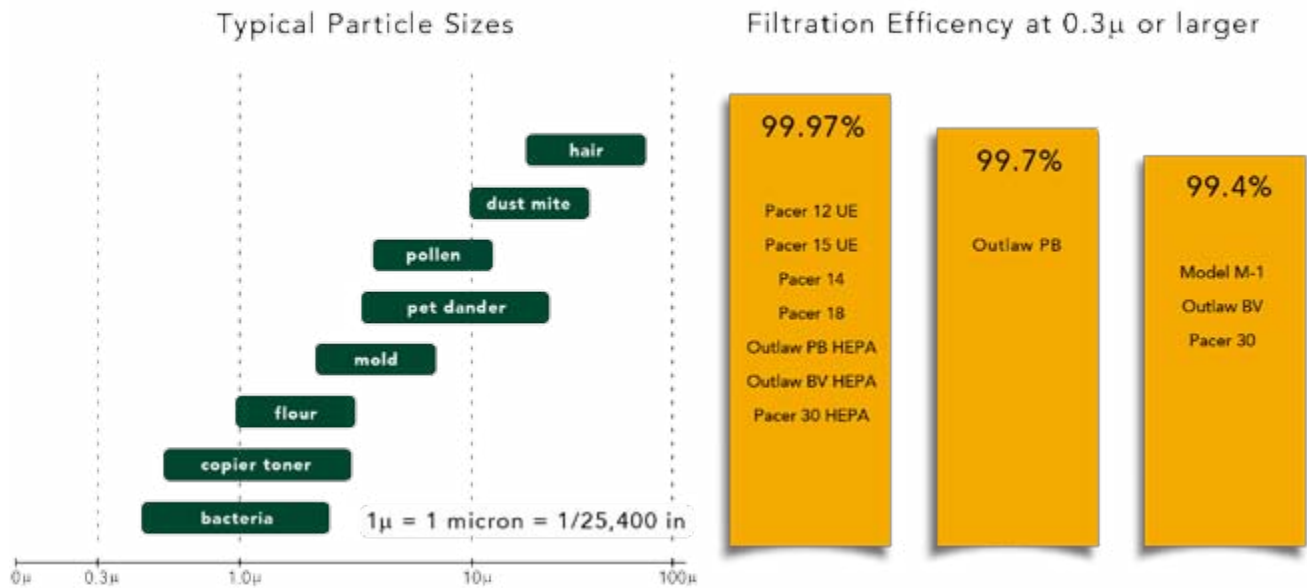 Typical Particle Sizes
hair
dust mite
pollen
pet dander
mold
flour
copier toner
bacteria
1μ = 1 micron = 1/25,400 in
0μ 0.3μ 1.0μ 10μ 100μ
Filtration Efficency at 0.3μ or larger
99.97%
Pacer 12 UE
Pacer 15 UE
Pacer 14
Pacer 18
Outlaw PB HEPA
Outlaw BV HEPA
Pacer 30 HEPA
99.7%
Outlaw PB
99.4%
Model M-1
Outlaw BV
Pacer 30